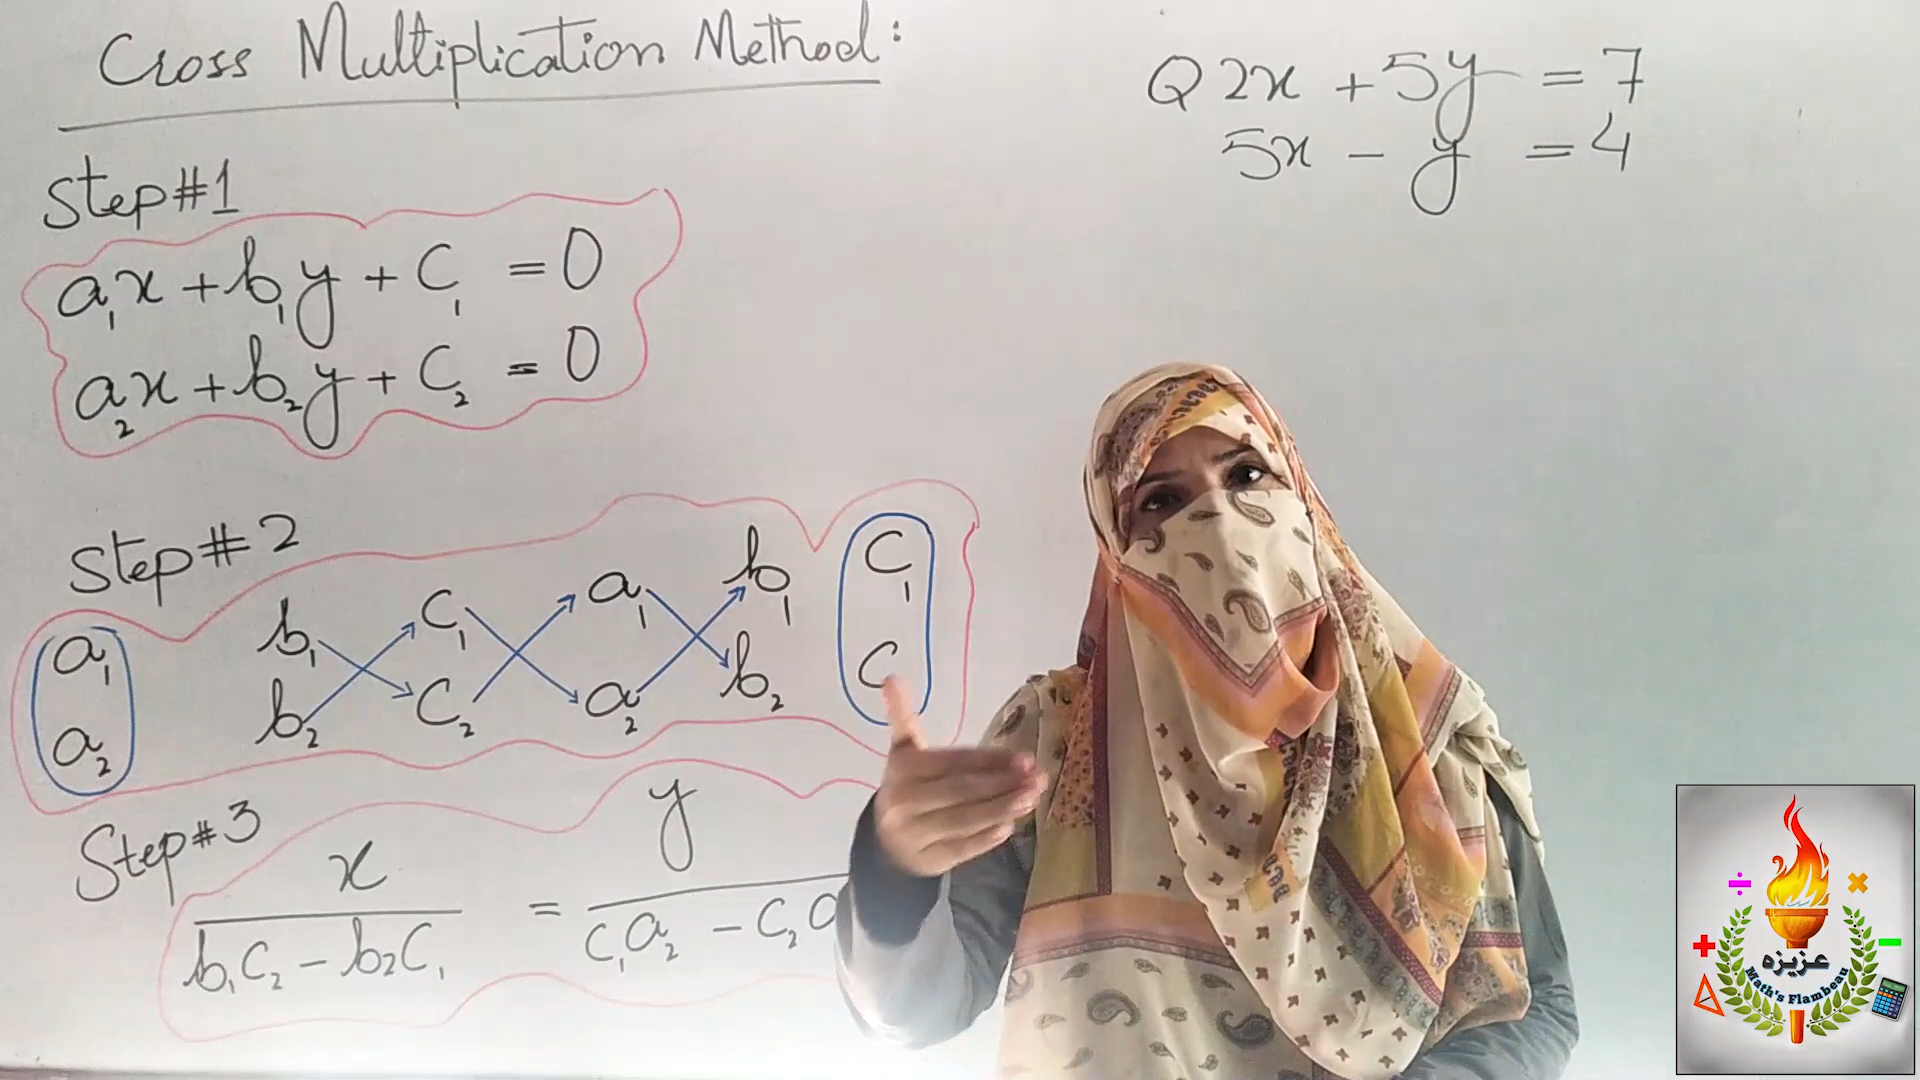 Cross Multiplication Method:
Step#1
a₁x + b₁y + C₁ = 0
a₂x + b₂y + C₂ = 0
Step#2
a₁ b₁ C₁ a₁ b₁ C₁
a₂ b₂ C₂ a₂ b₂ C
Step#3
x y
b₁C₂ - b₂C₁ = C₁a₂ - C₂a
Q 2x + 5y = 7
5x - y = 4
عزیزہ
Math's Flambeau